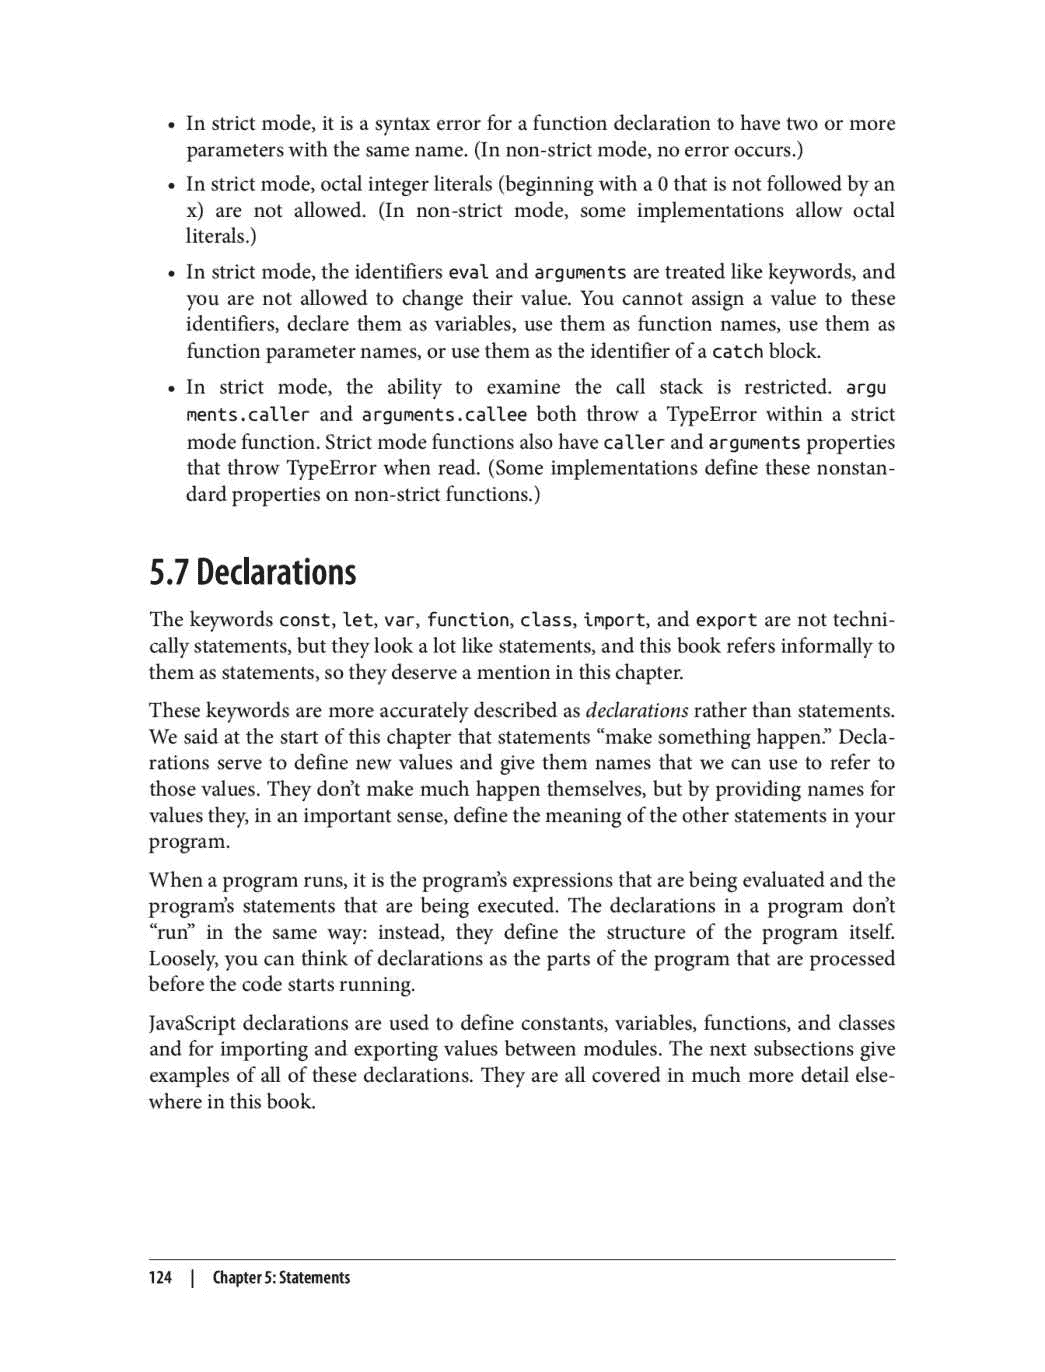 • In strict mode, it is a syntax error for a function declaration to have two or more
parameters with the same name. (In non-strict mode, no error occurs.)
• In strict mode, octal integer literals (beginning with a 0 that is not followed by an
x) are not allowed. (In non-strict mode, some implementations allow octal
literals.)
• In strict mode, the identifiers eval and arguments are treated like keywords, and
you are not allowed to change their value. You cannot assign a value to these
identifiers, declare them as variables, use them as function names, use them as
function parameter names, or use them as the identifier of a catch block.
• In strict mode, the ability to examine the call stack is restricted. argu
ments.caller and arguments.callee both throw a TypeError within a strict
mode function. Strict mode functions also have caller and arguments properties
that throw TypeError when read. (Some implementations define these nonstan-
dard properties on non-strict functions.)
5.7 Declarations
The keywords const, let, var, function, class, import, and export are not techni-
cally statements, but they look a lot like statements, and this book refers informally to
them as statements, so they deserve a mention in this chapter.
These keywords are more accurately described as declarations rather than statements.
We said at the start of this chapter that statements “make something happen.” Decla-
rations serve to define new values and give them names that we can use to refer to
those values. They don’t make much happen themselves, but by providing names for
values they, in an important sense, define the meaning of the other statements in your
program.
When a program runs, it is the program’s expressions that are being evaluated and the
program’s statements that are being executed. The declarations in a program don’t
“run” in the same way: instead, they define the structure of the program itself.
Loosely, you can think of declarations as the parts of the program that are processed
before the code starts running.
JavaScript declarations are used to define constants, variables, functions, and classes
and for importing and exporting values between modules. The next subsections give
examples of all of these declarations. They are all covered in much more detail else-
where in this book.
124 | Chapter 5: Statements